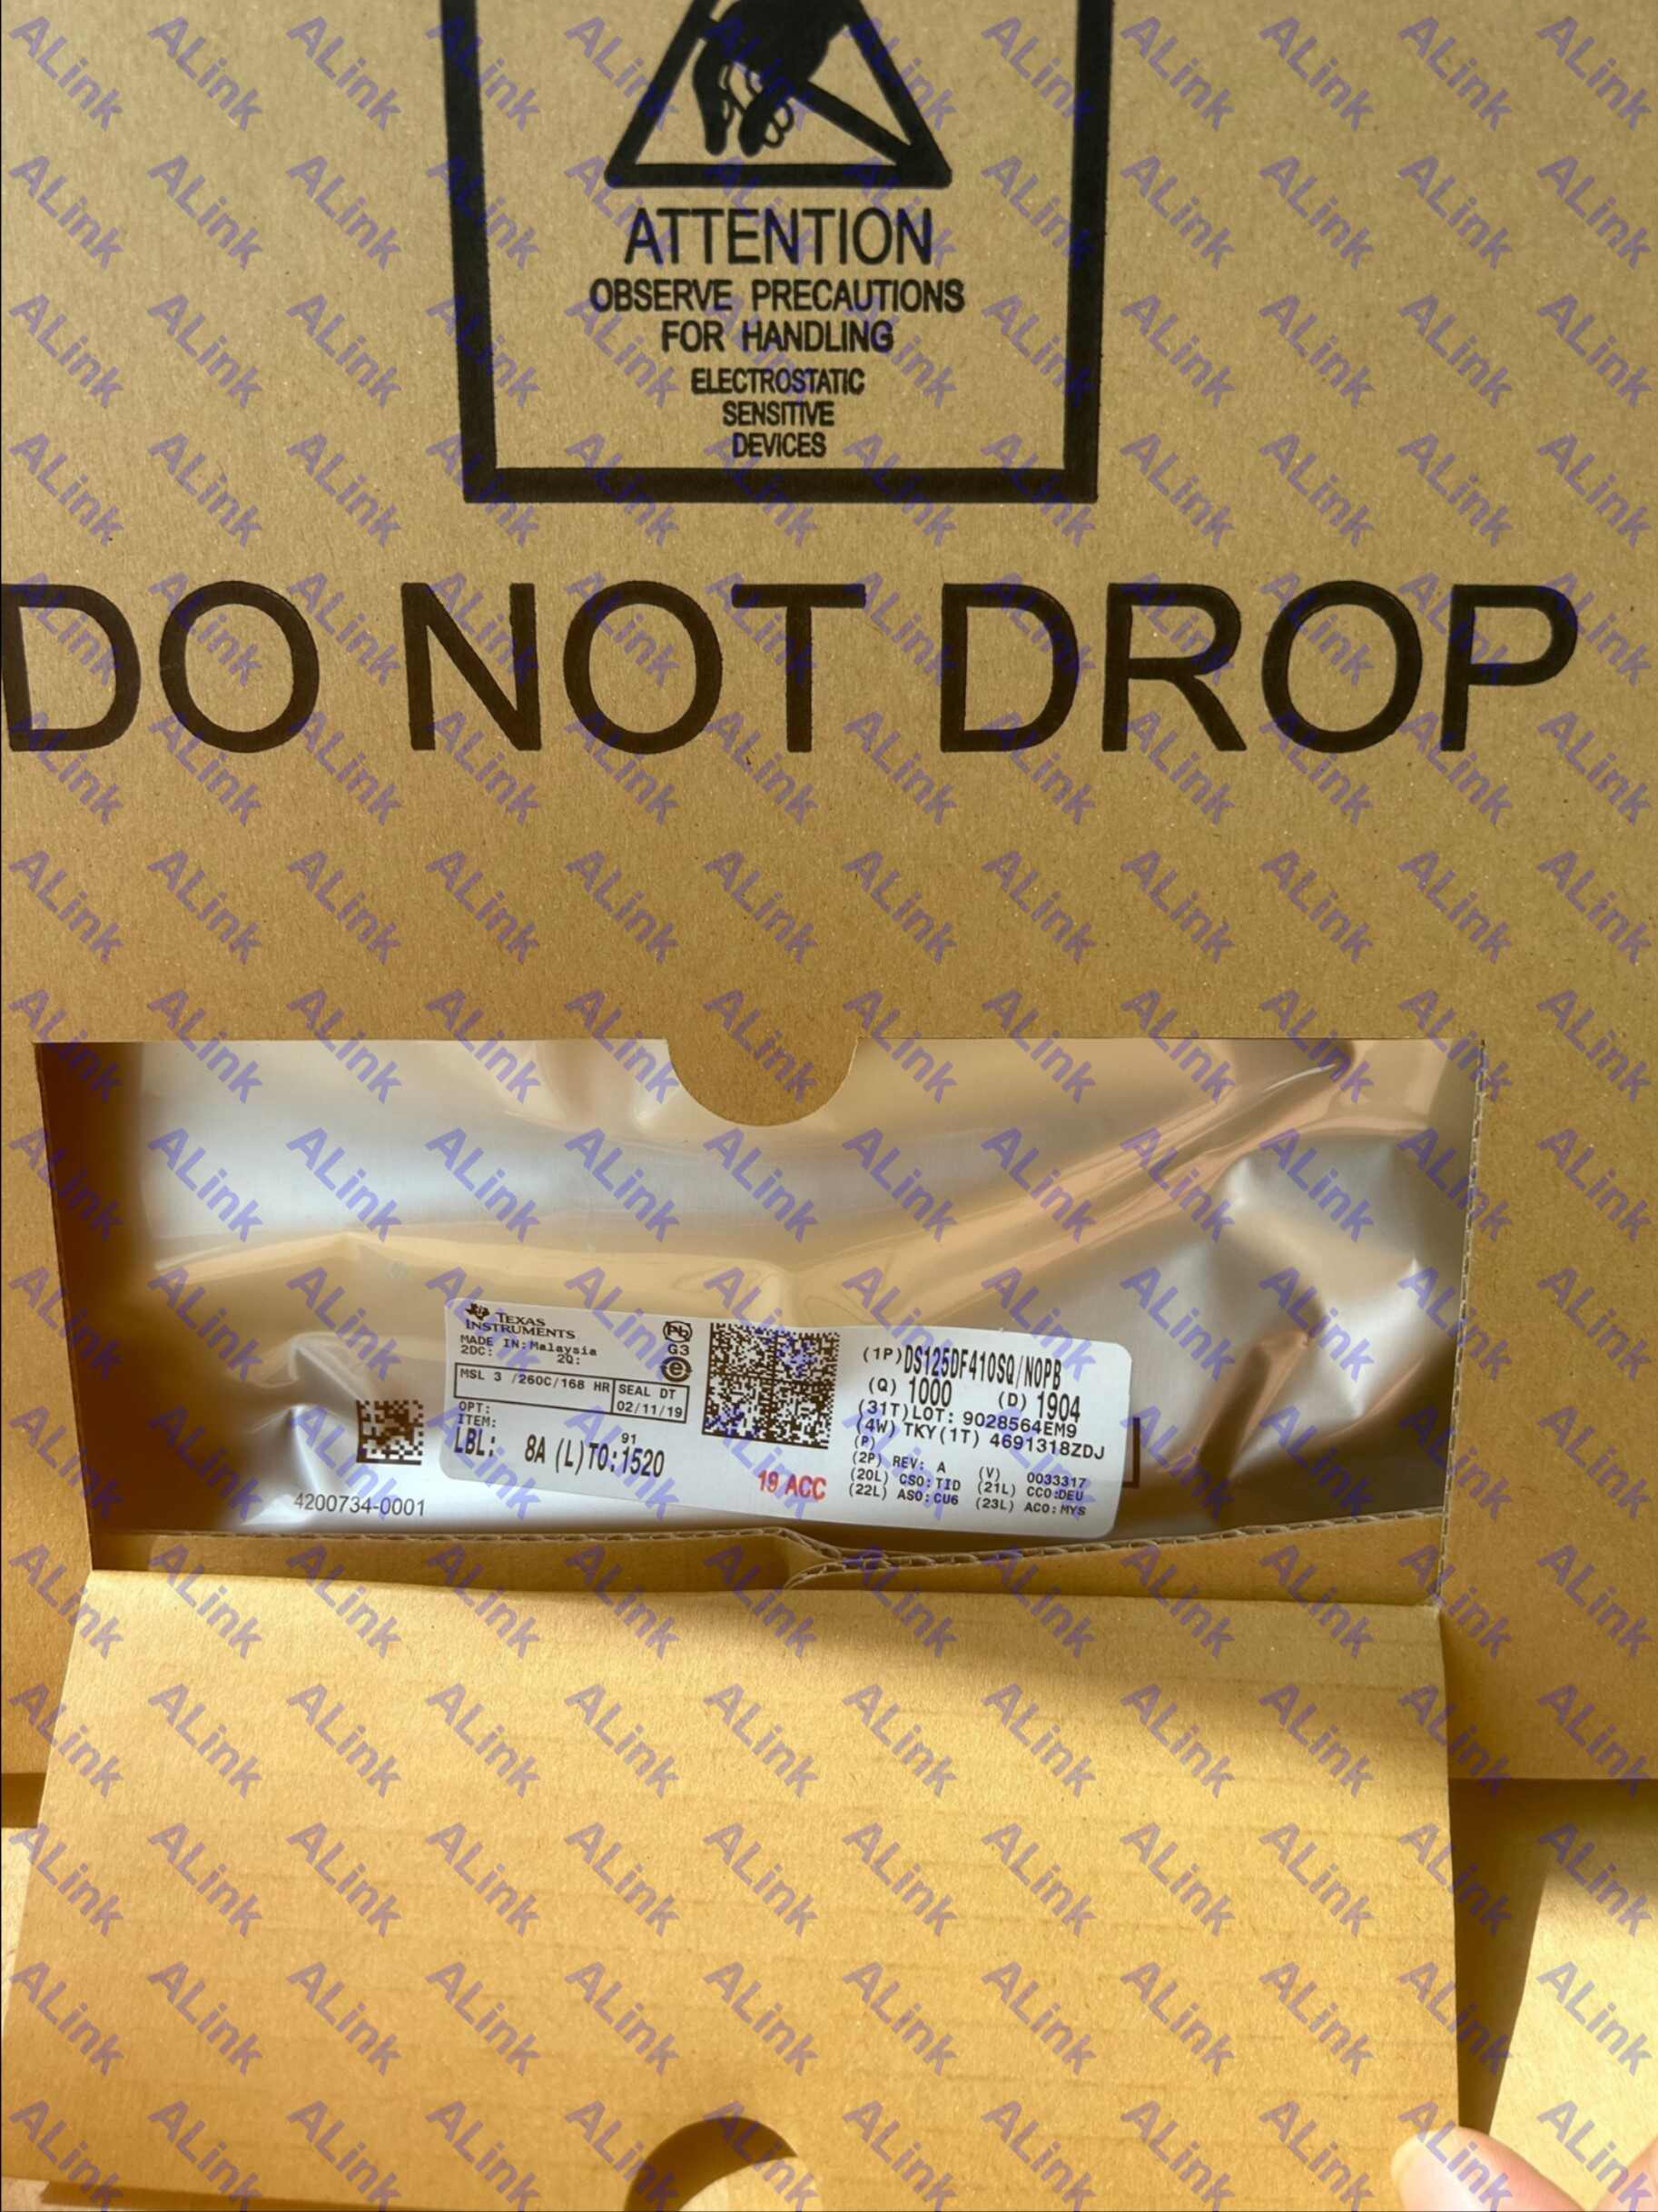 ATTENTION
OBSERVE PRECAUTIONS
FOR HANDLING
ELECTROSTATIC
SENSITIVE
DEVICES
DO NOT DROP
TEXAS
INSTRUMENTS
MADE IN: Malaysia
2DC: 2Q:
Pb
G3
e
MSL 3 /260C/168 HR
SEAL DT
02/11/19
OPT:
ITEM:
91
LBL: 8A (L)TO:1520
19 ACC
(1P)DS125DF410SQ/NOPB
(Q) 1000 (D) 1904
(31T)LOT: 9028564EM9
(4W) TKY(1T) 4691318ZDJ
(P)
(2P) REV: A (V) 0033317
(20L) CSO:TID (21L) CCO:DEU
(22L) ASO:CU6 (23L) ACO:MYS
4200734-0001
ALink